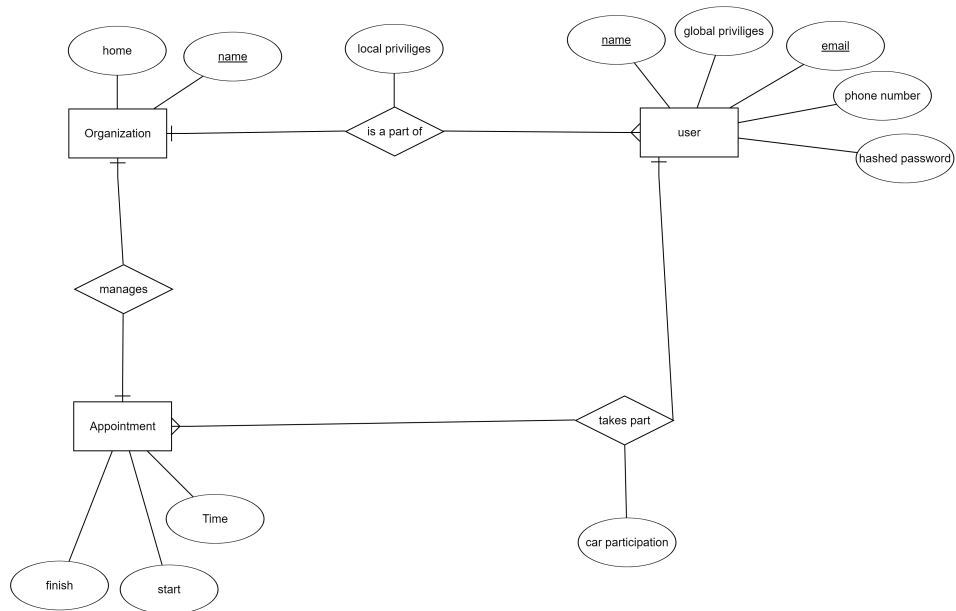 home
name
local priviliges
name
global priviliges
email
phone number
hashed password
Organization
is a part of
user
manages
Appointment
takes part
Time
car participation
finish
start